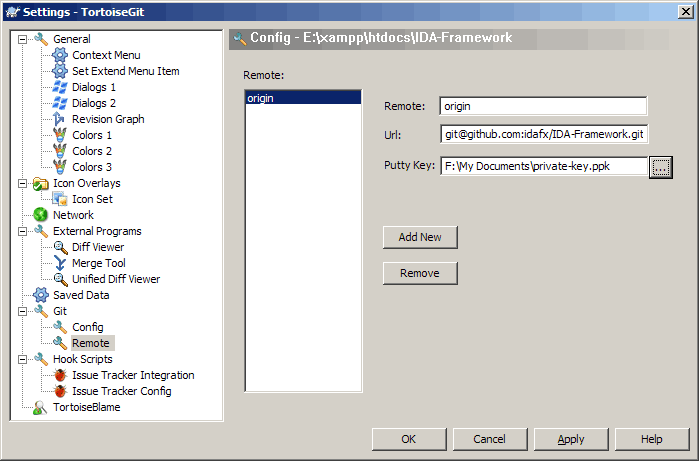 Settings - TortoiseGit
General
Context Menu
Set Extend Menu Item
Dialogs 1
Dialogs 2
Revision Graph
Colors 1
Colors 2
Colors 3
Icon Overlays
Icon Set
Network
External Programs
Diff Viewer
Merge Tool
Unified Diff Viewer
Saved Data
Git
Config
Remote
Hook Scripts
Issue Tracker Integration
Issue Tracker Config
TortoiseBlame
Config - E:\xampp\htdocs\IDA-Framework
Remote:
origin
Remote: origin
Url: git@github.com:idafx/IDA-Framework.git
Putty Key: F:\My Documents\private-key.ppk ...
Add New
Remove
OK Cancel Apply Help